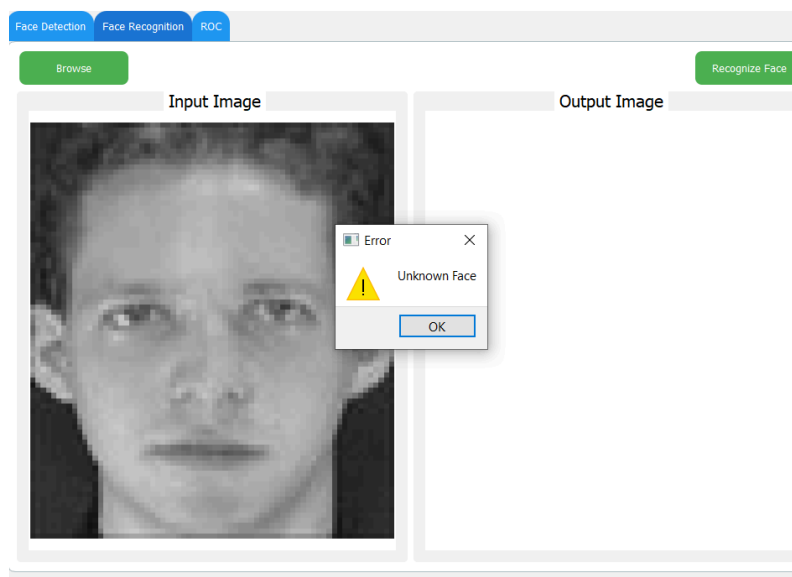 Face Detection Face Recognition ROC
Browse Recognize Face
Input Image Output Image
Error
Unknown Face
OK